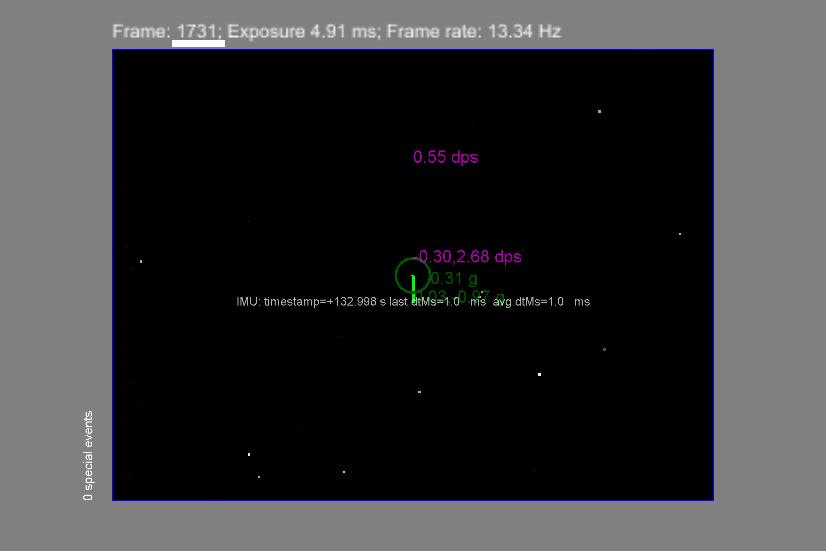 Frame: 1731; Exposure 4.91 ms; Frame rate: 13.34 Hz
0.55 dps
-0.30,2.68 dps
0.31 g
IMU: timestamp=+132.998 s last dtMs=1.0 ms avg dtMs=1.0 ms
0 special events